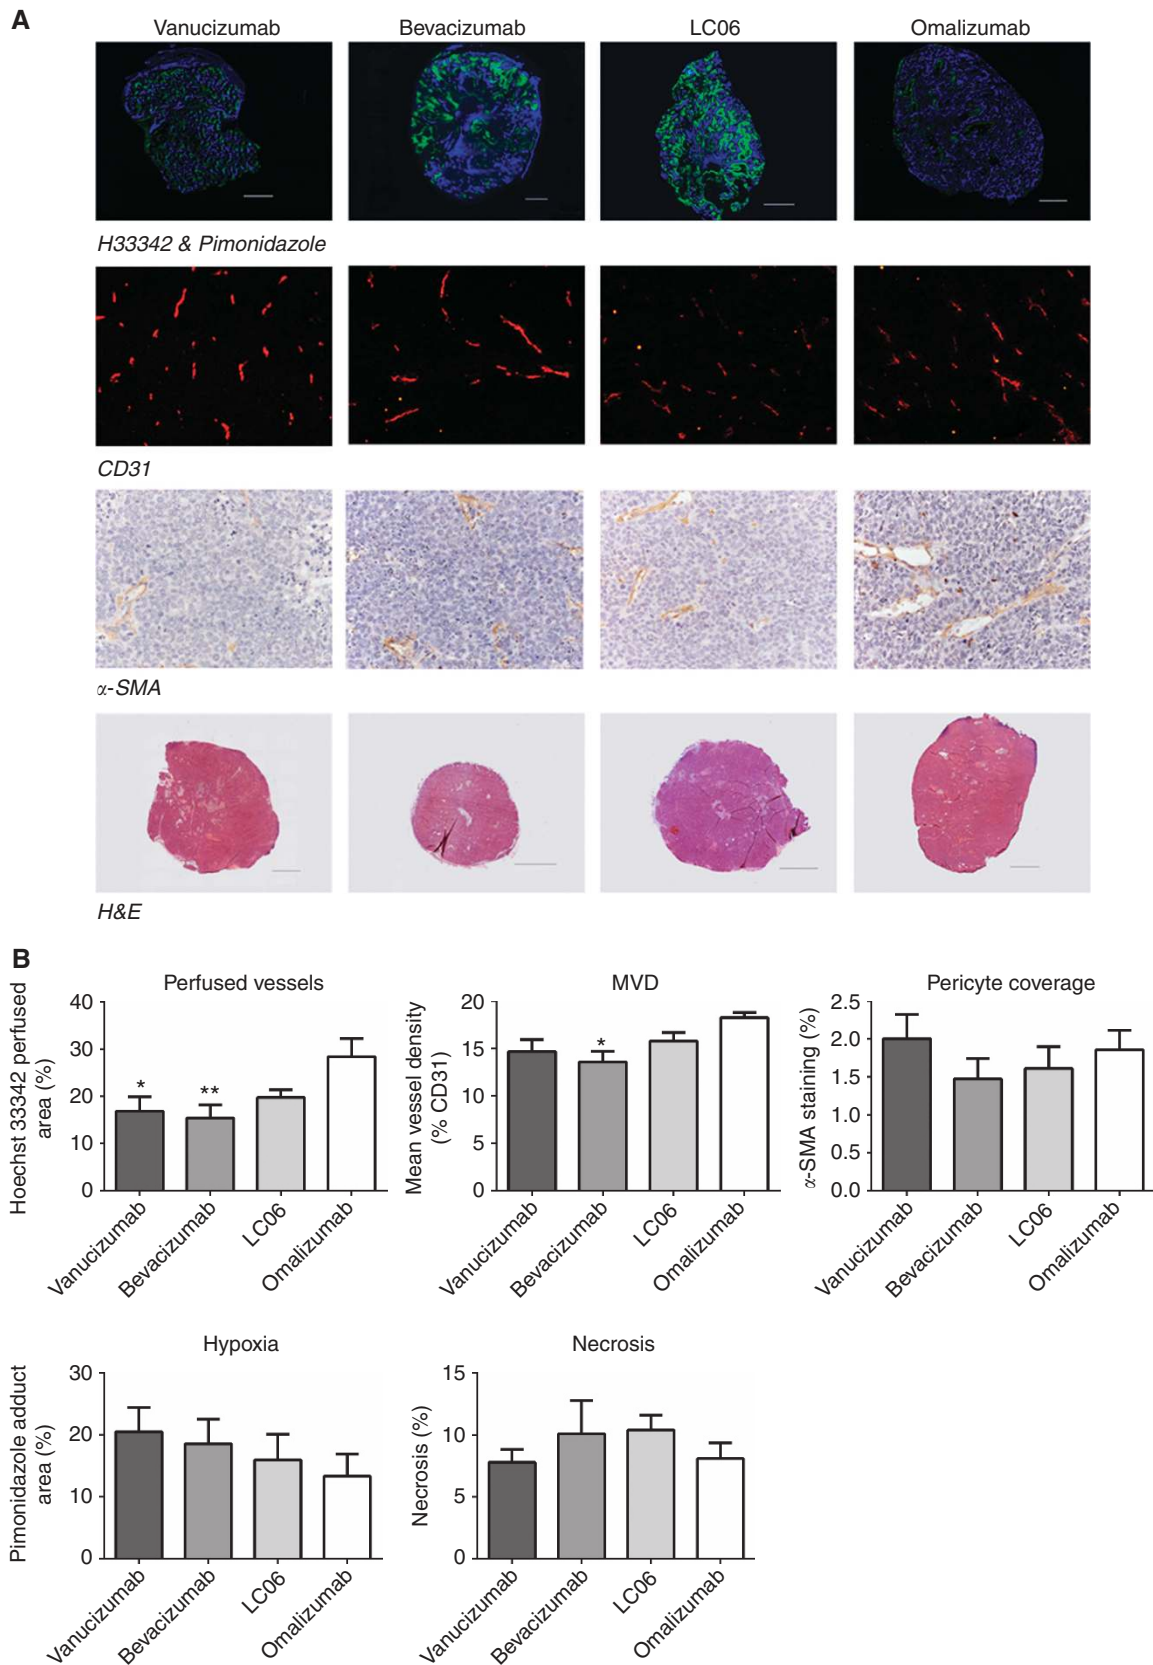 A
Vanucizumab Bevacizumab LC06 Omalizumab
H33342 & Pimonidazole
CD31
α-SMA
H&E
B
Perfused vessels
Hoechst 33342 perfused
area (%)
40
30
20
10
0
*
**
Vanucizumab
Bevacizumab
LC06
Omalizumab
MVD
Mean vessel density
(% CD31)
20
15
10
5
0
*
Vanucizumab
Bevacizumab
LC06
Omalizumab
Pericyte coverage
α-SMA staining (%)
2.5
2.0
1.5
1.0
0.5
0.0
Vanucizumab
Bevacizumab
LC06
Omalizumab
Hypoxia
Pimonidazole adduct
area (%)
30
20
10
0
Vanucizumab
Bevacizumab
LC06
Omalizumab
Necrosis
Necrosis (%)
15
10
5
0
Vanucizumab
Bevacizumab
LC06
Omalizumab